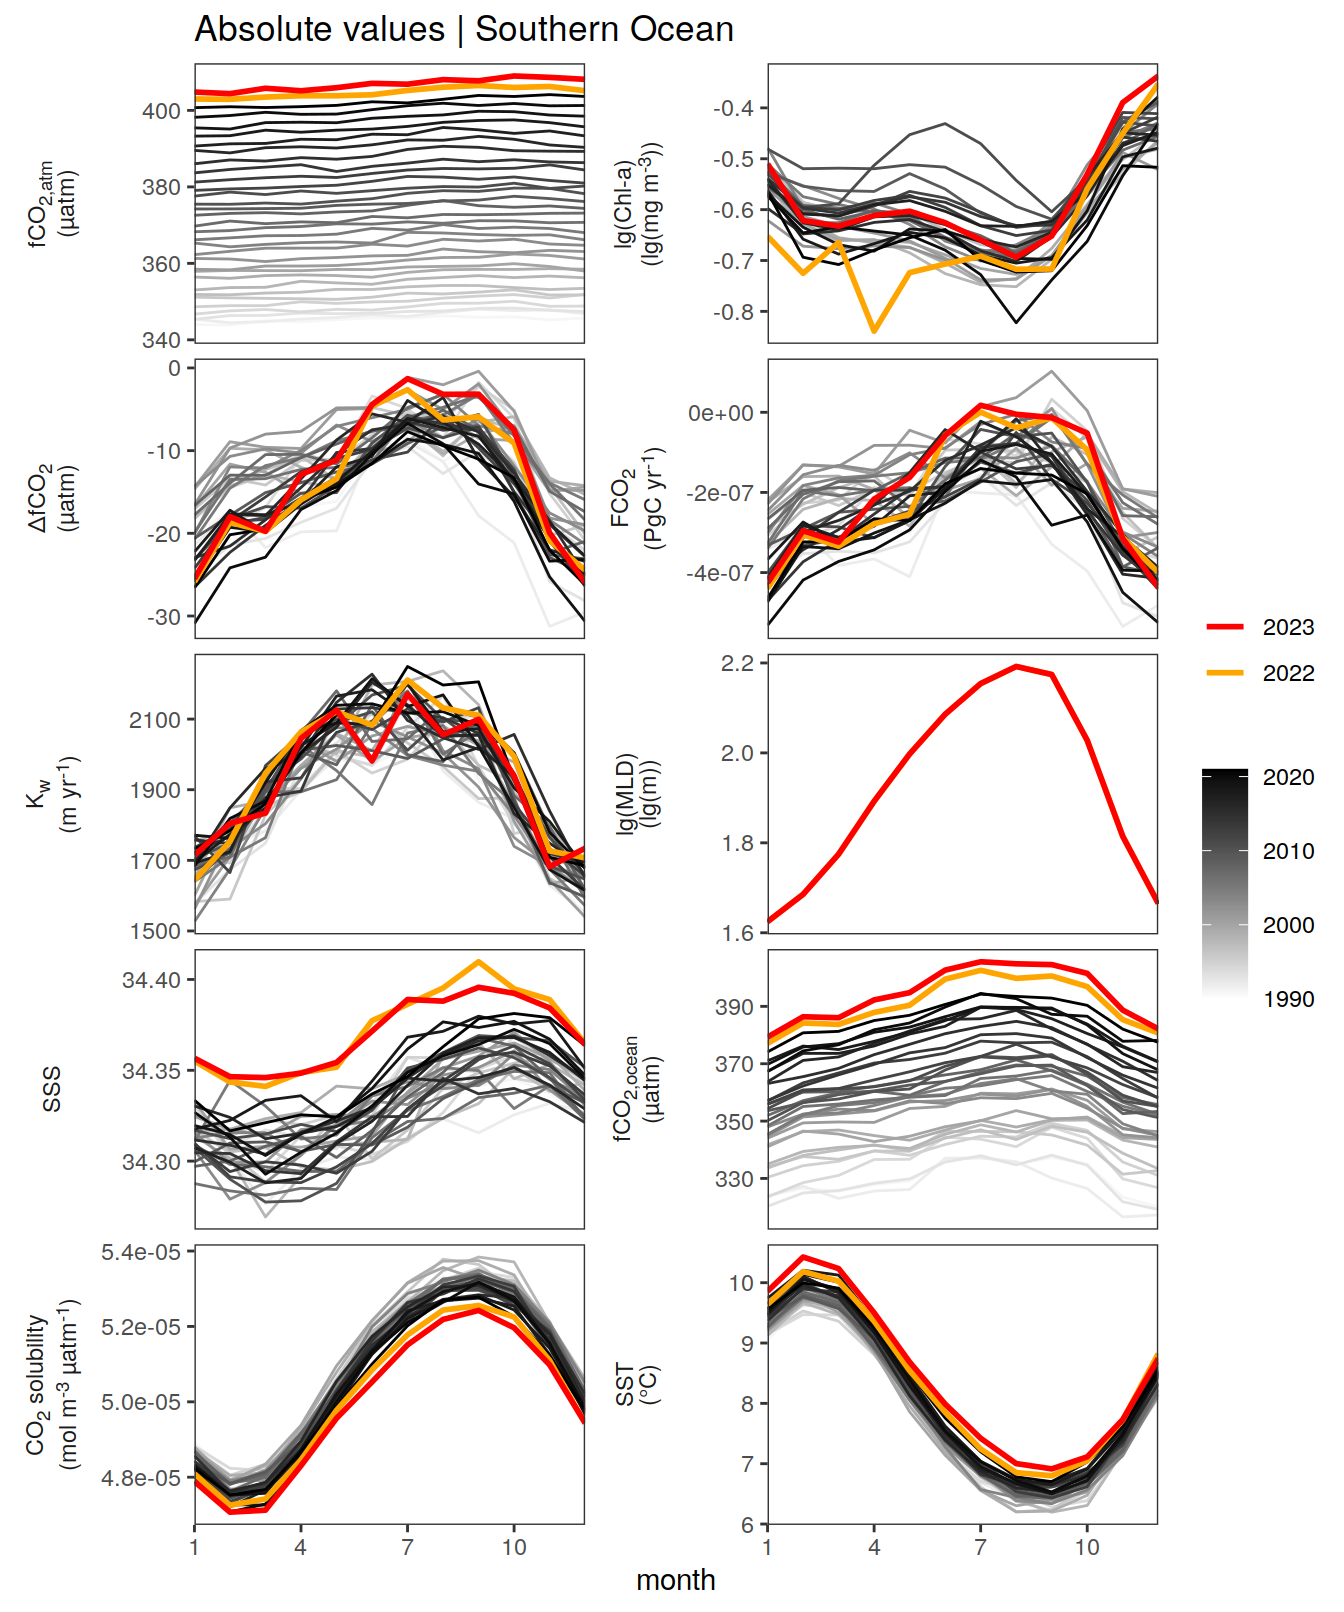 Absolute values | Southern Ocean
fCO2,atm
(µatm)
400
380
360
340
lg(Chl-a)
(lg(mg m-3))
-0.4
-0.5
-0.6
-0.7
-0.8
ΔfCO2
(µatm)
0
-10
-20
-30
FCO2
(PgC yr-1)
0e+00
-2e-07
-4e-07
Kw
(m yr-1)
2100
1900
1700
1500
lg(MLD)
(lg(m))
2.2
2.0
1.8
1.6
SSS
34.40
34.35
34.30
fCO2,ocean
(µatm)
390
370
350
330
CO2 solubility
(mol m-3 µatm-1)
5.4e-05
5.2e-05
5.0e-05
4.8e-05
SST
(°C)
10
9
8
7
6
1 4 7 10
1 4 7 10
month
2023
2022
2020
2010
2000
1990